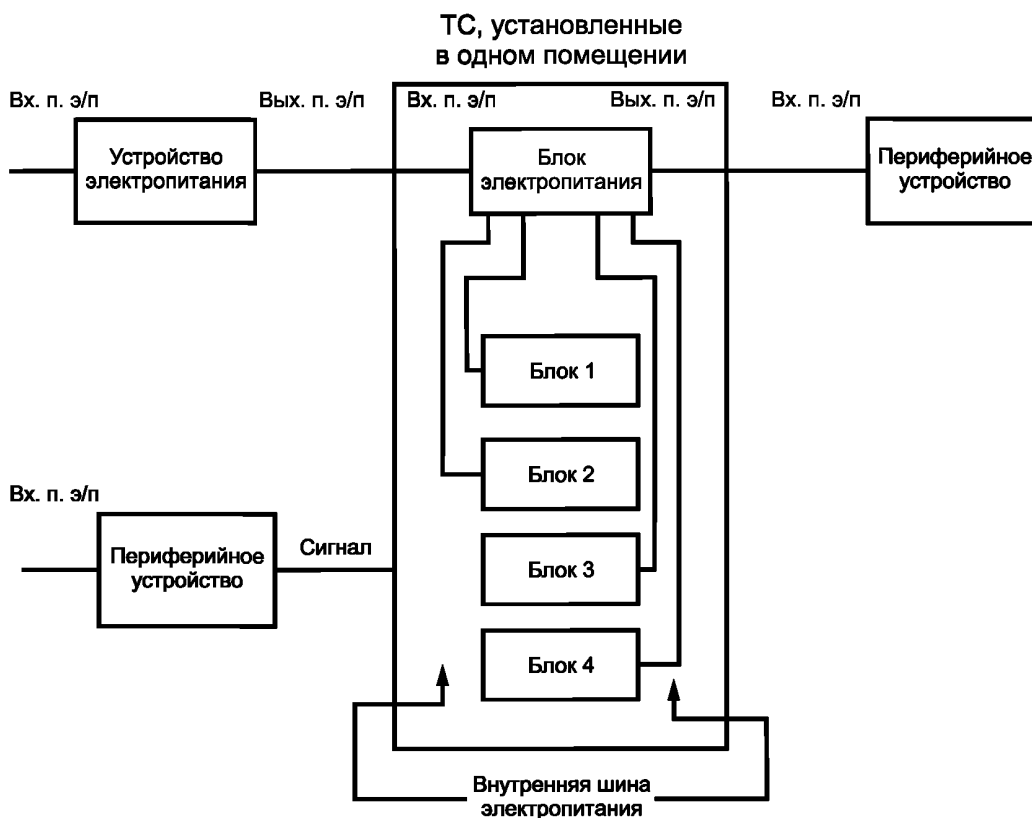 ТС, установленные
в одном помещении
Вх. п. э/п
Вых. п. э/п
Вх. п. э/п
Вых. п. э/п
Вх. п. э/п
Устройство
электропитания
Блок
электропитания
Периферийное
устройство
Блок 1
Блок 2
Вх. п. э/п
Периферийное
устройство
Сигнал
Блок 3
Блок 4
Внутренняя шина
электропитания